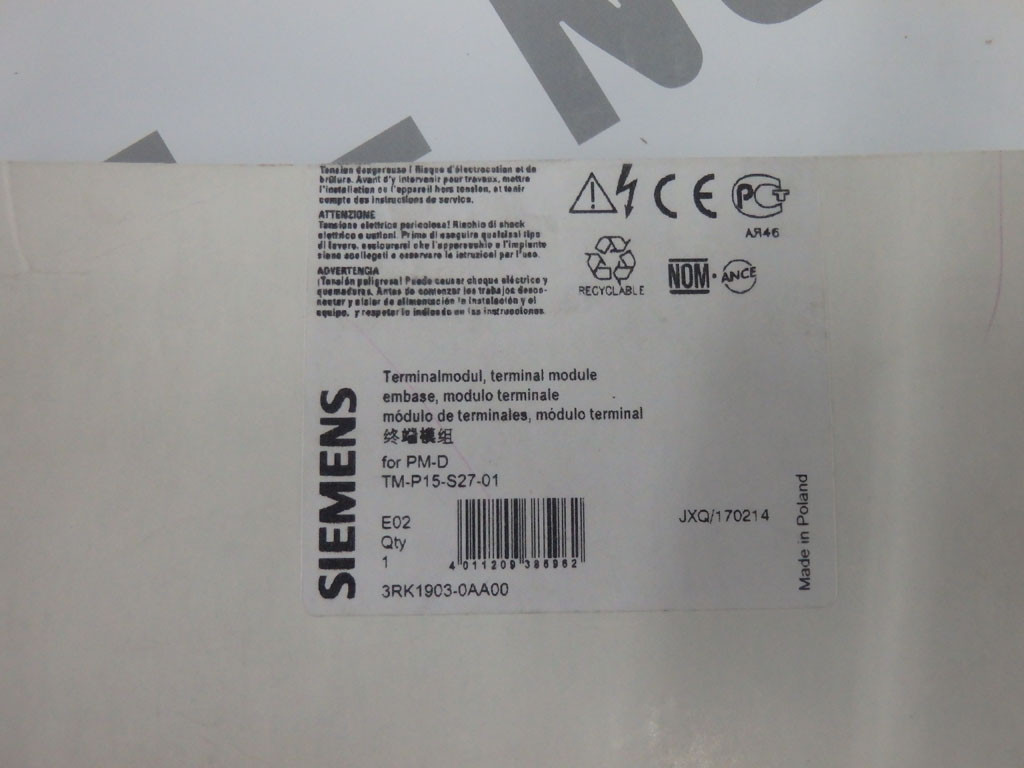 Tension dangereuse ! Risque d'électrocution et de
brûlure. Avant d'y intervenir pour travaux, mettre
l'installation ou l'appareil hors tension, et tenir
compte des instructions de service.
ATTENZIONE
Tensione elettrica pericolosa! Rischio di shock
elettrico e ustioni. Prima di eseguire qualsiasi tipo
di lavoro, assicurarsi che l'apparecchio e l'impianto
siano scollegati e osservare le istruzioni per l'uso.
ADVERTENCIA
¡Tensión peligrosa! Puede causar choque eléctrico y
quemaduras. Antes de comenzar los trabajos desco-
nectar y aislar de alimentación la instalación y el
equipo, y respetar lo indicado en las instrucciones.
CE
РСТ
АЯ46
RECYCLABLE
NOM ANCE
SIEMENS
Terminalmodul, terminal module
embase, modulo terminale
módulo de terminales, módulo terminal
终端模组
for PM-D
TM-P15-S27-01
E02
Qty
1
4 011209 386962
3RK1903-0AA00
JXQ/170214
Made in Poland